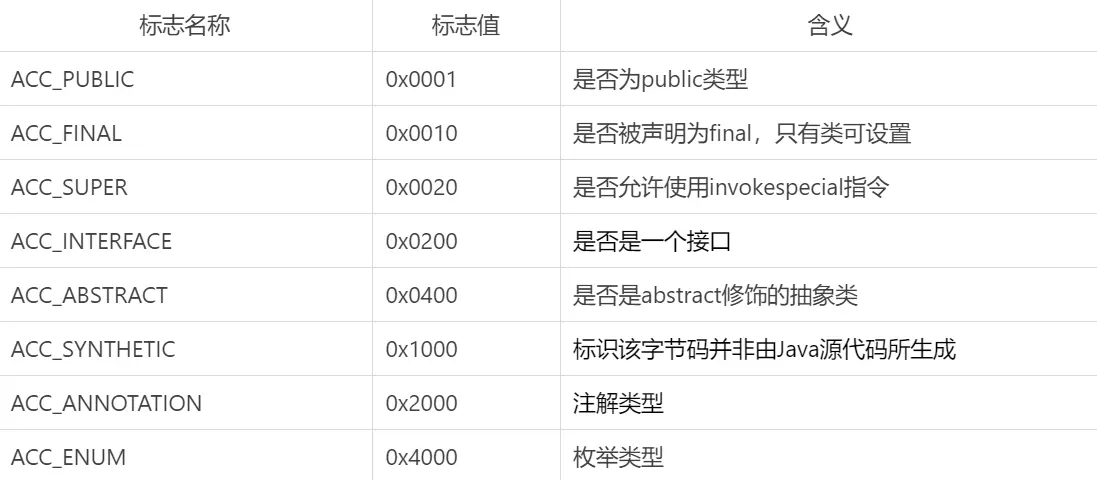 标志名称 标志值 含义
ACC_PUBLIC 0x0001 是否为public类型
ACC_FINAL 0x0010 是否被声明为final，只有类可设置
ACC_SUPER 0x0020 是否允许使用invokespecial指令
ACC_INTERFACE 0x0200 是否是一个接口
ACC_ABSTRACT 0x0400 是否是abstract修饰的抽象类
ACC_SYNTHETIC 0x1000 标识该字节码并非由Java源代码所生成
ACC_ANNOTATION 0x2000 注解类型
ACC_ENUM 0x4000 枚举类型